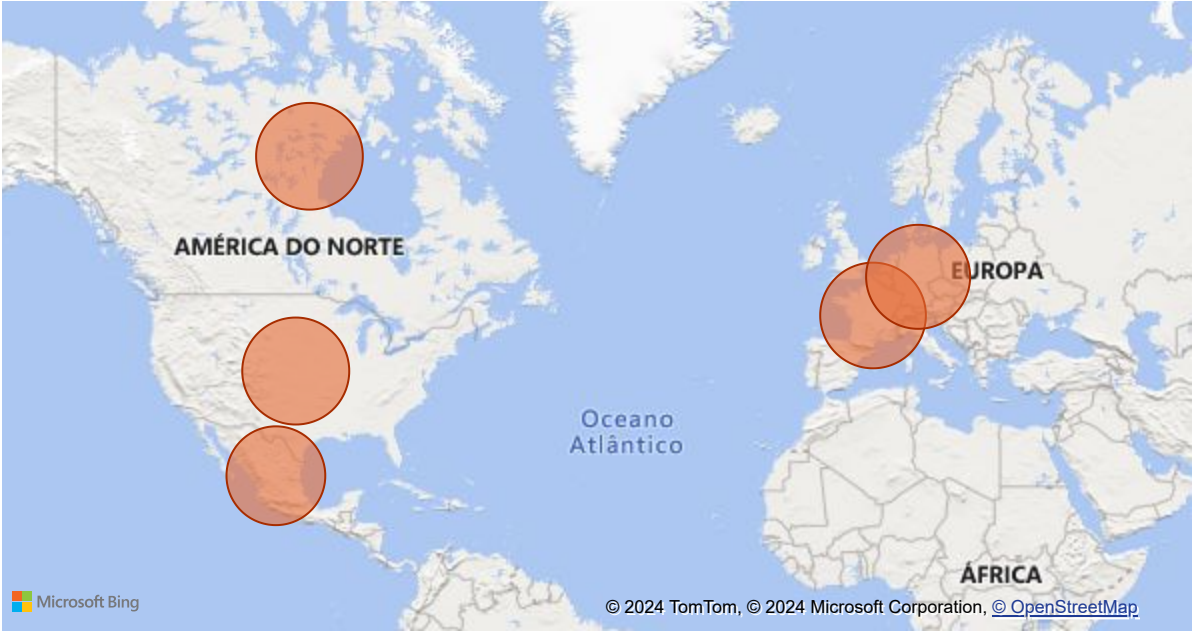 AMÉRICA DO NORTE
EUROPA
Oceano
Atlântico
ÁFRICA
Microsoft Bing
© 2024 TomTom, © 2024 Microsoft Corporation, © OpenStreetMap